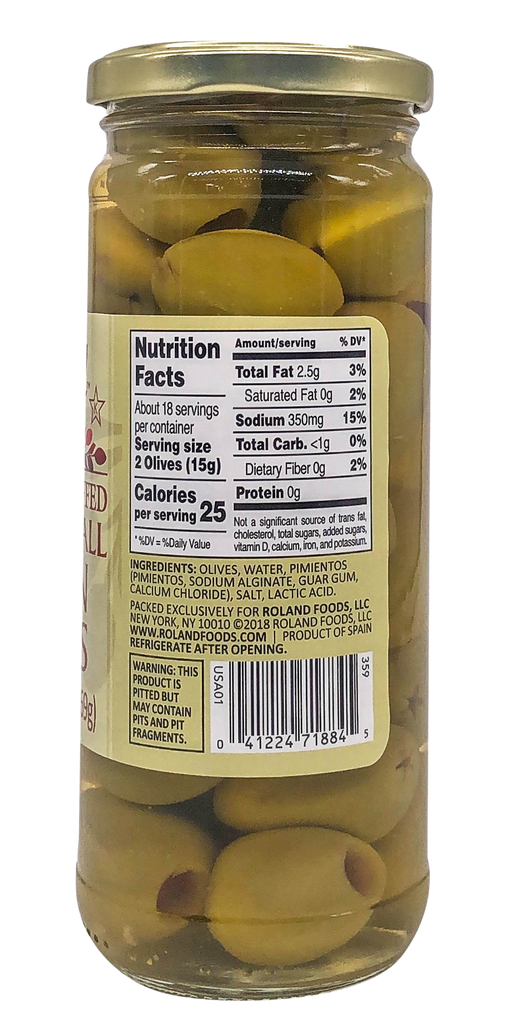 Nutrition
Facts
About 18 servings
per container
Serving size
2 Olives (15g)
Calories
per serving 25
*%DV = %Daily Value
Amount/serving % DV*
Total Fat 2.5g 3%
Saturated Fat 0g 2%
Sodium 350mg 15%
Total Carb. <1g 0%
Dietary Fiber 0g 2%
Protein 0g
Not a significant source of trans fat,
cholesterol, total sugars, added sugars,
vitamin D, calcium, iron, and potassium.
INGREDIENTS: OLIVES, WATER, PIMIENTOS
(PIMIENTOS, SODIUM ALGINATE, GUAR GUM,
CALCIUM CHLORIDE), SALT, LACTIC ACID.
PACKED EXCLUSIVELY FOR ROLAND FOODS, LLC
NEW YORK, NY 10010 ©2018 ROLAND FOODS, LLC
WWW.ROLANDFOODS.COM | PRODUCT OF SPAIN
REFRIGERATE AFTER OPENING.
WARNING: THIS
PRODUCT IS
PITTED BUT
MAY CONTAIN
PITS AND PIT
FRAGMENTS.
USA01
359
0 41224 71884 5